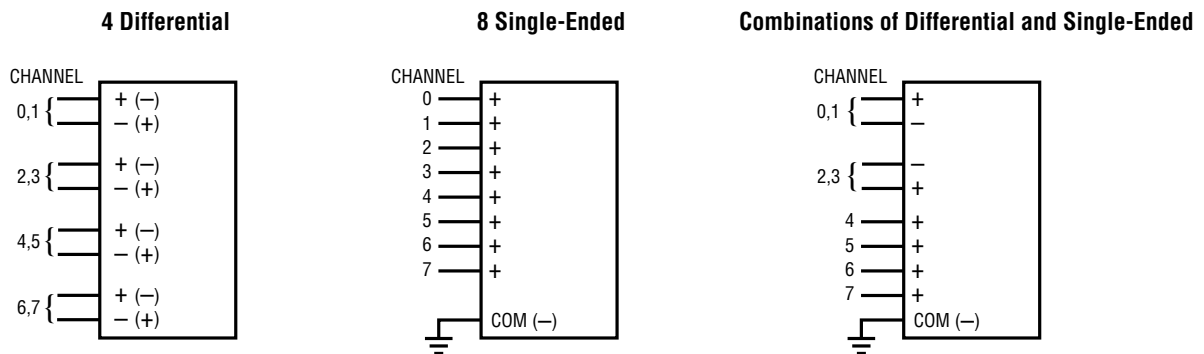 4 Differential
CHANNEL
0,1 { + (–)
– (+)
2,3 { + (–)
– (+)
4,5 { + (–)
– (+)
6,7 { + (–)
– (+)
8 Single-Ended
CHANNEL
0 +
1 +
2 +
3 +
4 +
5 +
6 +
7 +
COM (–)
Combinations of Differential and Single-Ended
CHANNEL
0,1 { +
–
2,3 { –
+
4 +
5 +
6 +
7 +
COM (–)